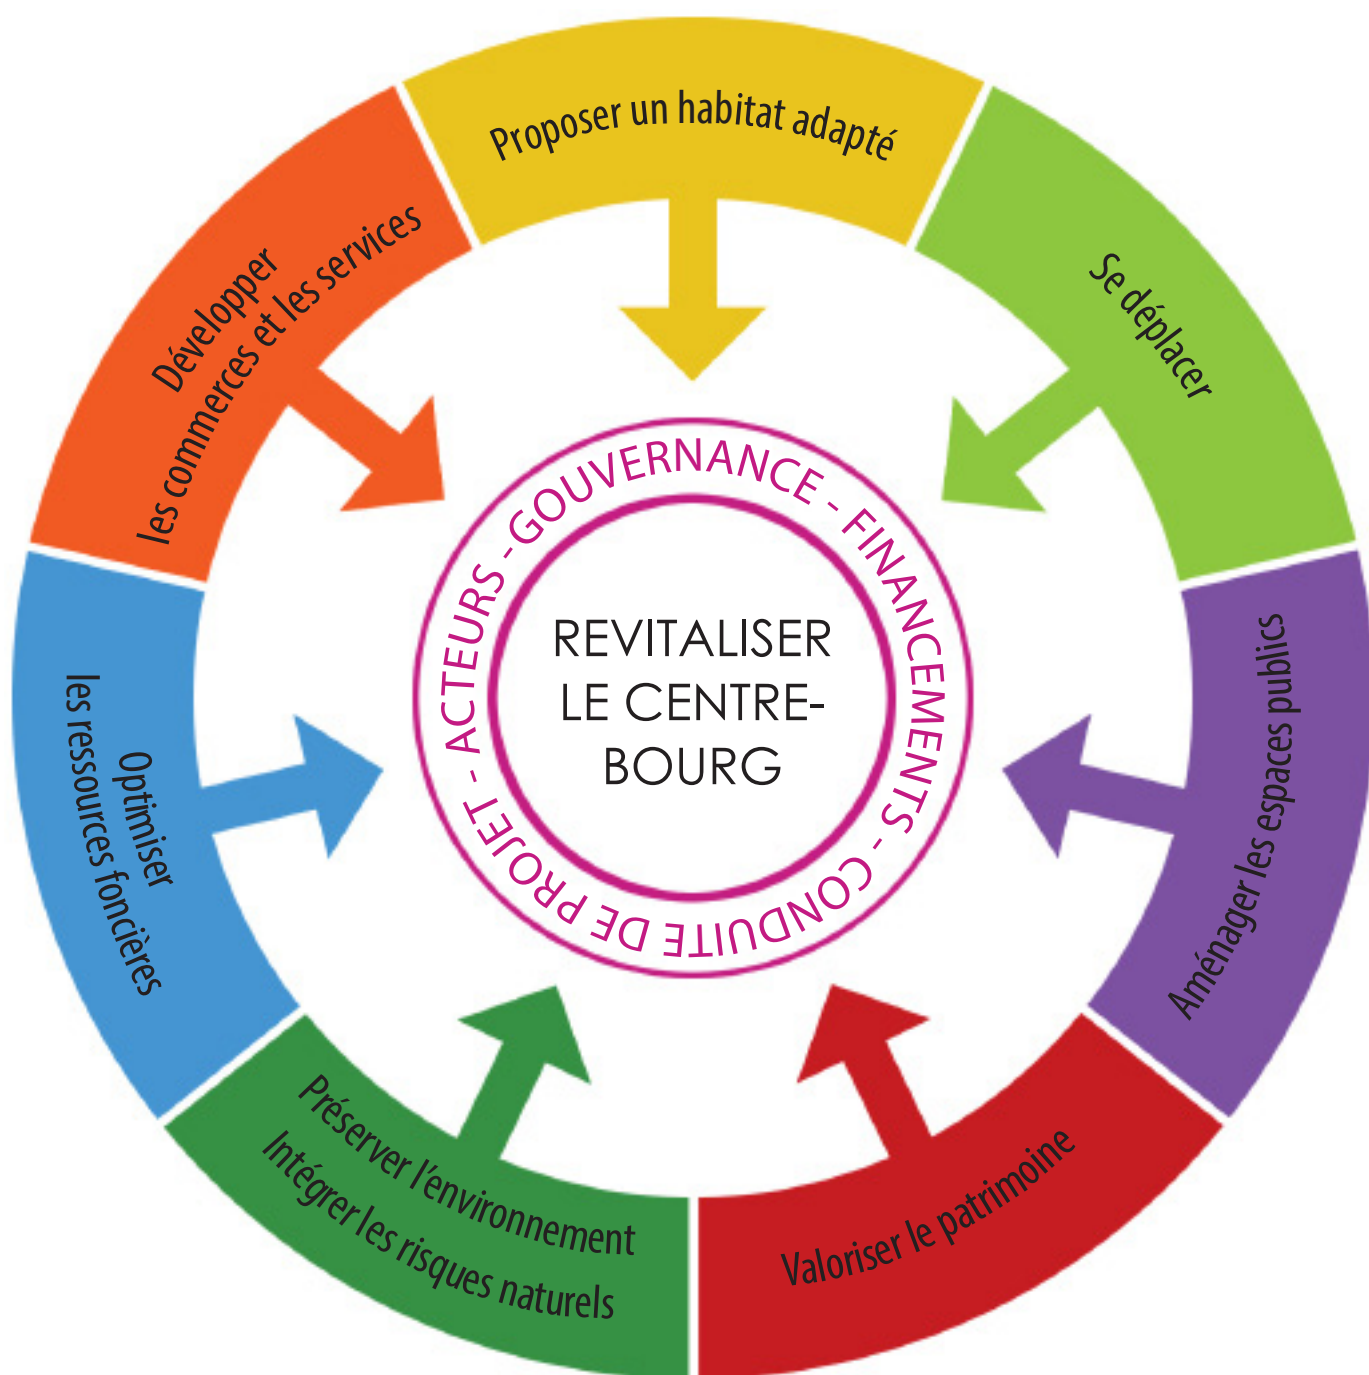 Proposer un habitat adapté
Se déplacer
Aménager les espaces publics
Valoriser le patrimoine
Préserver l'environnement
Intégrer les risques naturels
Optimiser
les ressources foncières
Développer
les commerces et les services
ACTEURS - GOUVERNANCE - FINANCEMENTS - CONDUITE DE PROJET -
REVITALISER
LE CENTRE-
BOURG